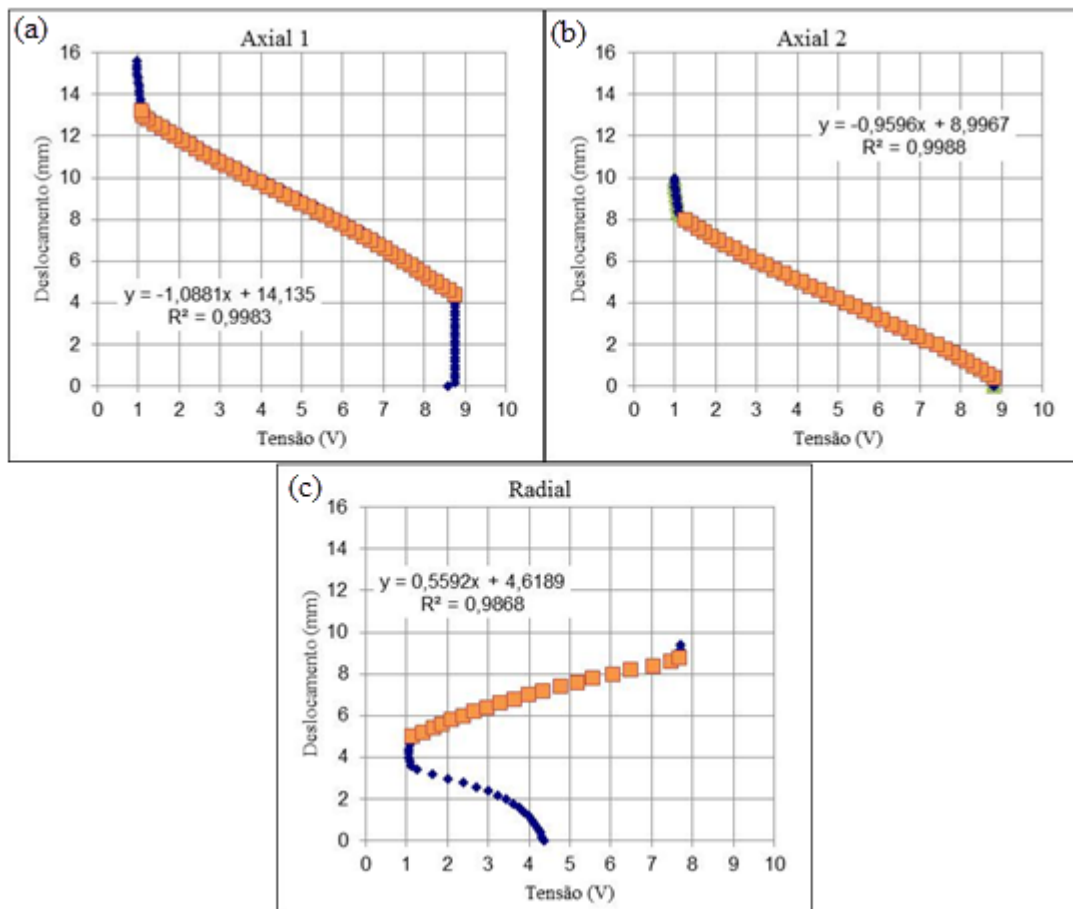 (a)
Axial 1
Deslocamento (mm)
16
14
12
10
8
6
4
2
0
y = -1,0881x + 14,135
R² = 0,9983
0 1 2 3 4 5 6 7 8 9 10
Tensão (V)
(b)
Axial 2
Deslocamento (mm)
16
14
12
10
8
6
4
2
0
y = -0,9596x + 8,9967
R² = 0,9988
0 1 2 3 4 5 6 7 8 9 10
Tensão (V)
(c)
Radial
Deslocamento (mm)
16
14
12
10
8
6
4
2
0
y = 0,5592x + 4,6189
R² = 0,9868
0 1 2 3 4 5 6 7 8 9 10
Tensão (V)